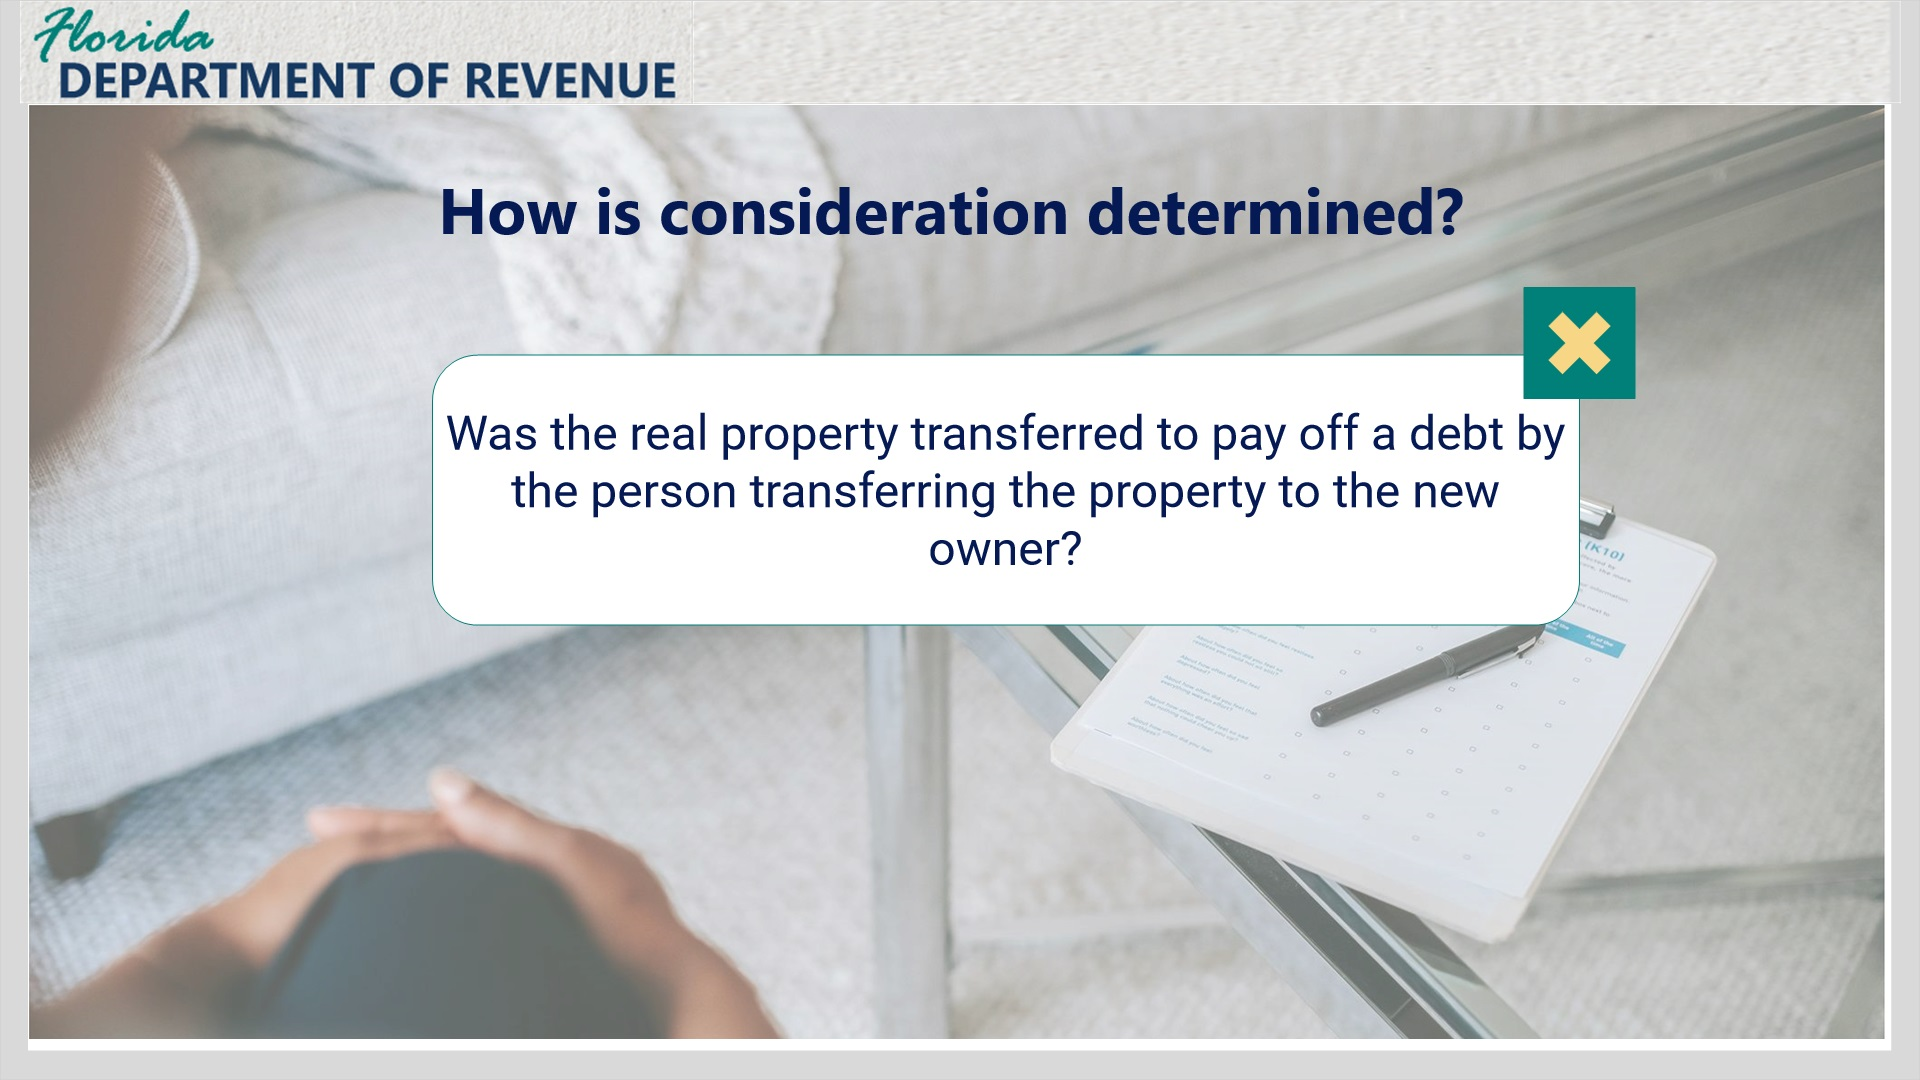 Florida
DEPARTMENT OF REVENUE
How is consideration determined?
Was the real property transferred to pay off a debt by
the person transferring the property to the new
owner?
(K10)